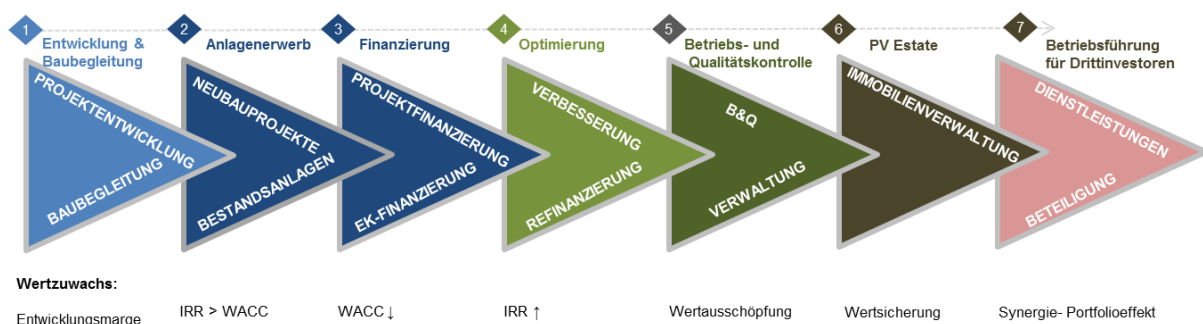 1
Entwicklung &
Baubegleitung
2
Anlagenerwerb
3
Finanzierung
4
Optimierung
5
Betriebs- und
Qualitätskontrolle
6
PV Estate
7
Betriebsführung
für Drittinvestoren
PROJEKTENTWICKLUNG
BAUBEGLEITUNG
NEUBAUPROJEKTE
BESTANDSANLAGEN
PROJEKTFINANZIERUNG
EK-FINANZIERUNG
VERBESSERUNG
REFINANZIERUNG
B&Q
VERWALTUNG
IMMOBILIENVERWALTUNG
DIENSTLEISTUNGEN
BETEILIGUNG
Wertzuwachs:
Entwicklungsmarge
IRR > WACC
WACC ↓
IRR ↑
Wertausschöpfung
Wertsicherung
Synergie- Portfolioeffekt